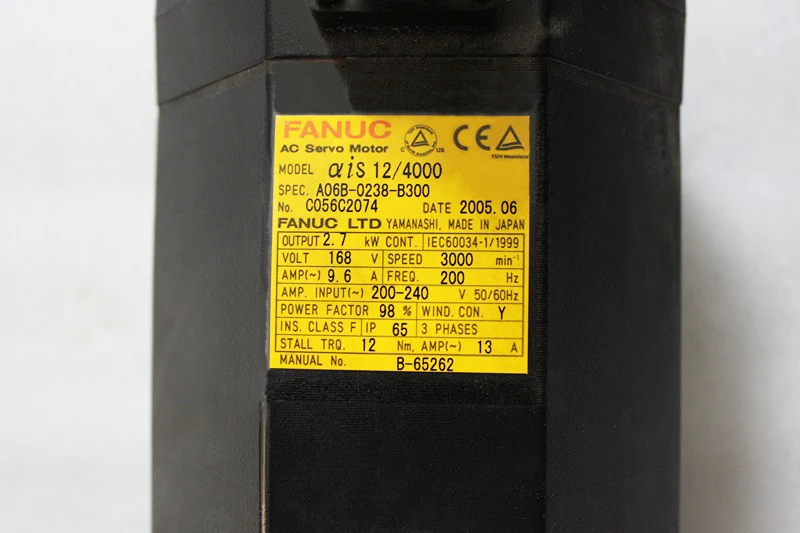 FANUC
AC Servo Motor
C US
TÜV Rheinland
MODEL αiS 12/4000
SPEC. A06B-0238-B300
No. C056C2074 DATE 2005.06
FANUC LTD YAMANASHI, MADE IN JAPAN
OUTPUT 2.7 kW CONT. IEC60034-1/1999
VOLT 168 V SPEED 3000 min⁻¹
AMP(~) 9.6 A FREQ. 200 Hz
AMP. INPUT(~) 200-240 V 50/60Hz
POWER FACTOR 98 % WIND. CON. Y
INS. CLASS F IP 65 3 PHASES
STALL TRQ. 12 Nm, AMP(~) 13 A
MANUAL No. B-65262